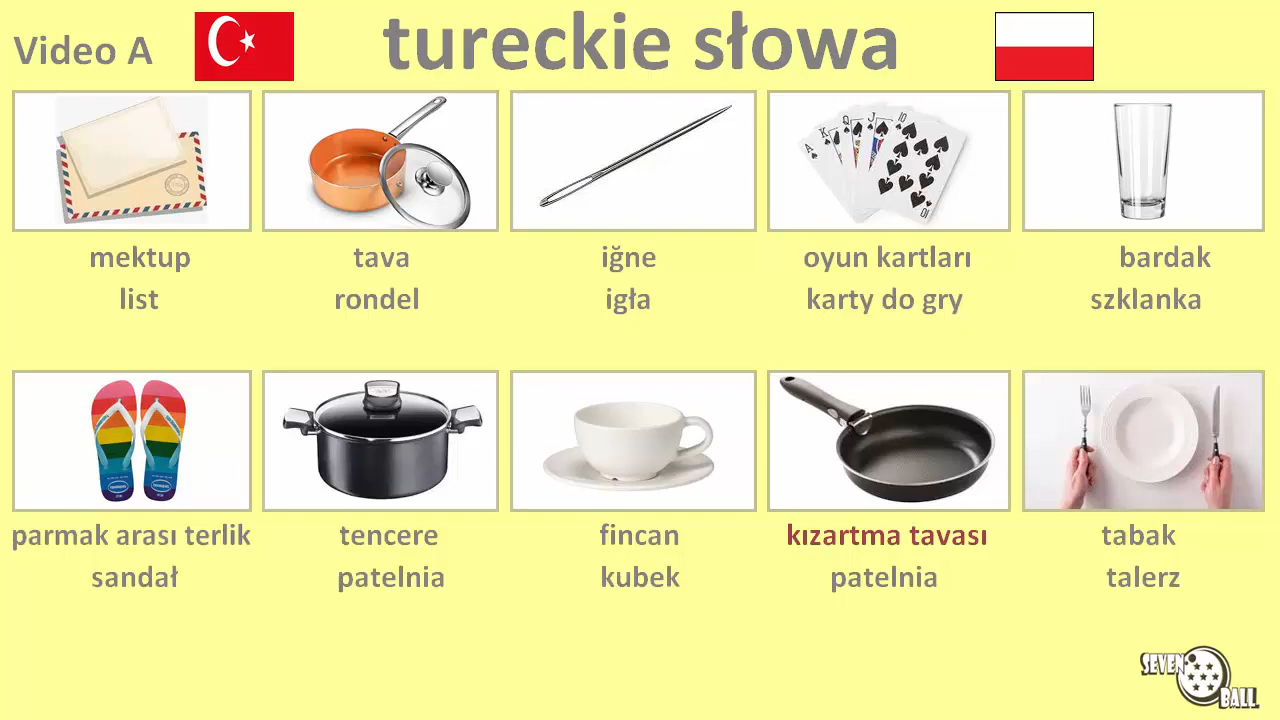 Video A
tureckie słowa
mektup
list
tava
rondel
iğne
igła
oyun kartları
karty do gry
bardak
szklanka
parmak arası terlik
sandał
tencere
patelnia
fincan
kubek
kızartma tavası
patelnia
tabak
talerz
SEVEN
BALL